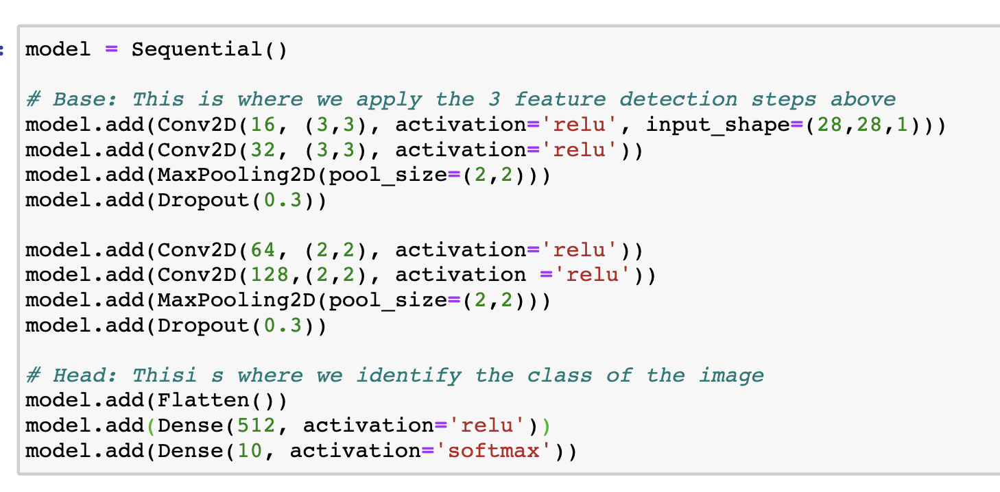 :
model = Sequential()
# Base: This is where we apply the 3 feature detection steps above
model.add(Conv2D(16, (3,3), activation='relu', input_shape=(28,28,1)))
model.add(Conv2D(32, (3,3), activation='relu'))
model.add(MaxPooling2D(pool_size=(2,2)))
model.add(Dropout(0.3))
model.add(Conv2D(64, (2,2), activation='relu'))
model.add(Conv2D(128,(2,2), activation ='relu'))
model.add(MaxPooling2D(pool_size=(2,2)))
model.add(Dropout(0.3))
# Head: Thisi s where we identify the class of the image
model.add(Flatten())
model.add(Dense(512, activation='relu'))
model.add(Dense(10, activation='softmax'))